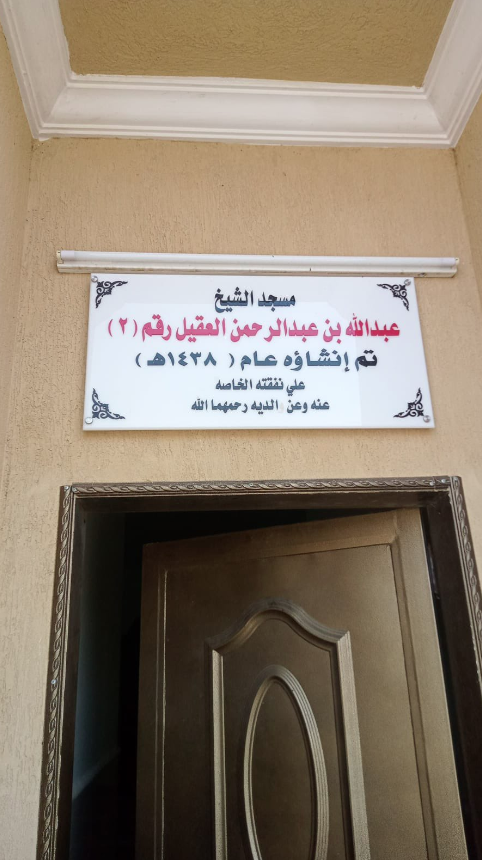 مسجد الشيخ
عبدالله بن عبدالرحمن العقيل رقم (٢)
تم إنشاؤه عام ( ١٤٣٨هـ )
علي نفقته الخاصه
عنه وعن والديه رحمهما الله